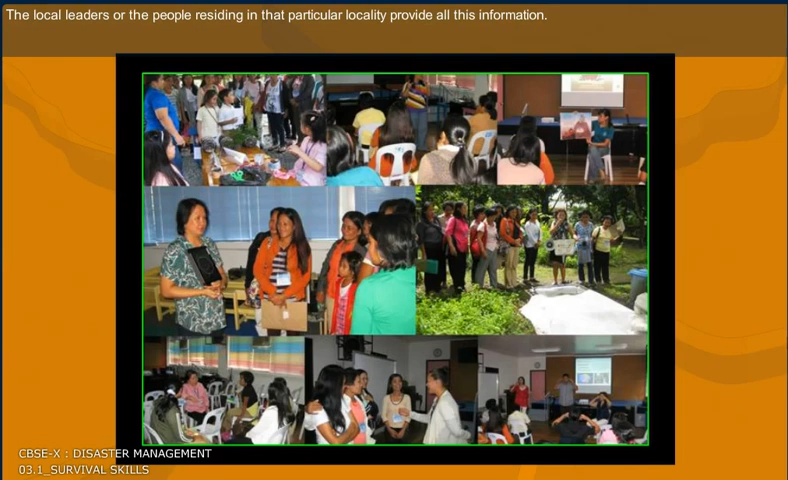 The local leaders or the people residing in that particular locality provide all this information.
CBSE-X : DISASTER MANAGEMENT
03.1_SURVIVAL SKILLS